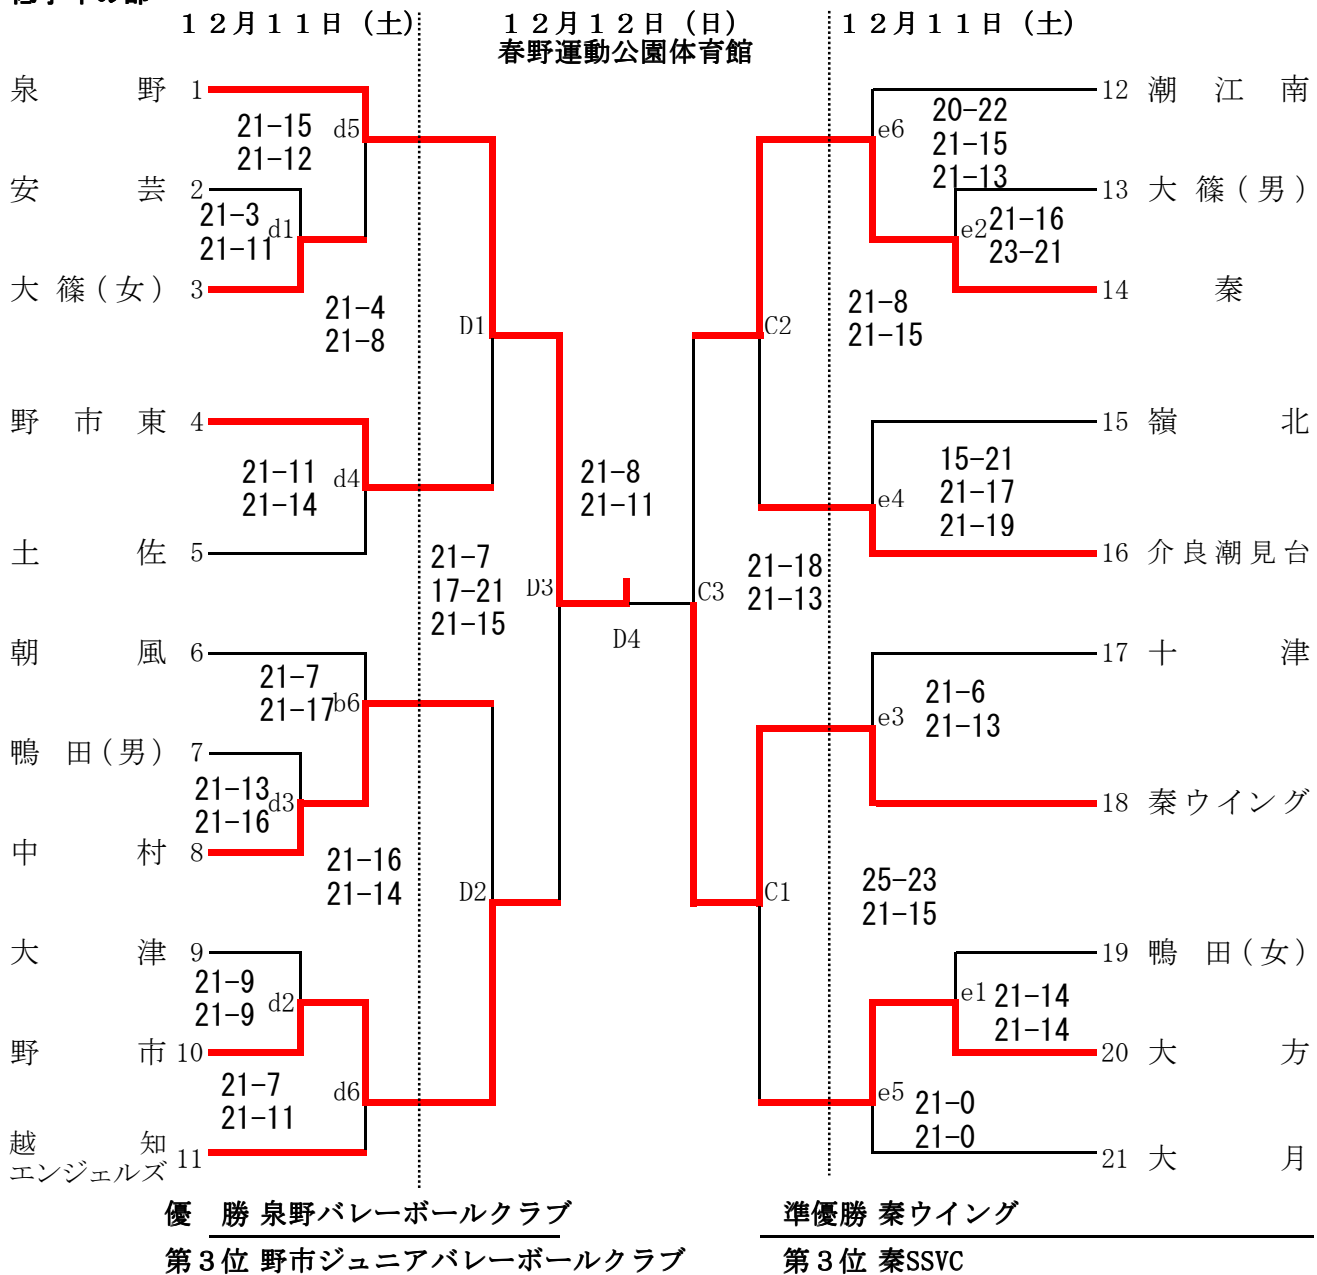 １２月１１日（土）
１２月１２日（日）
１２月１１日（土）
春野運動公園体育館
泉野 1
21-15
21-12
d5
安芸 2
21-3
21-11
d1
大篠(女) 3
21-4
21-8
D1
野市東 4
21-11
21-14
d4
土佐 5
21-7
17-21
21-15
D3
朝風 6
21-7
21-17
b6
鴨田(男) 7
21-13
21-16
d3
中村 8
21-16
21-14
D2
大津 9
21-9
21-9
d2
野市 10
21-7
21-11
d6
越知
エンジェルズ 11
21-8
21-11
D4
12 潮江南
e6
20-22
21-15
21-13
13 大篠(男)
e2
21-16
23-21
14 秦
C2
21-8
21-15
15 嶺北
e4
15-21
21-17
21-19
16 介良潮見台
C3
21-18
21-13
17 十津
e3
21-6
21-13
18 秦ウイング
C1
25-23
21-15
19 鴨田(女)
e1
21-14
21-14
20 大方
e5
21-0
21-0
21 大月
優　勝 泉野バレーボールクラブ
準優勝 秦ウイング
第３位 野市ジュニアバレーボールクラブ
第３位 秦SSVC